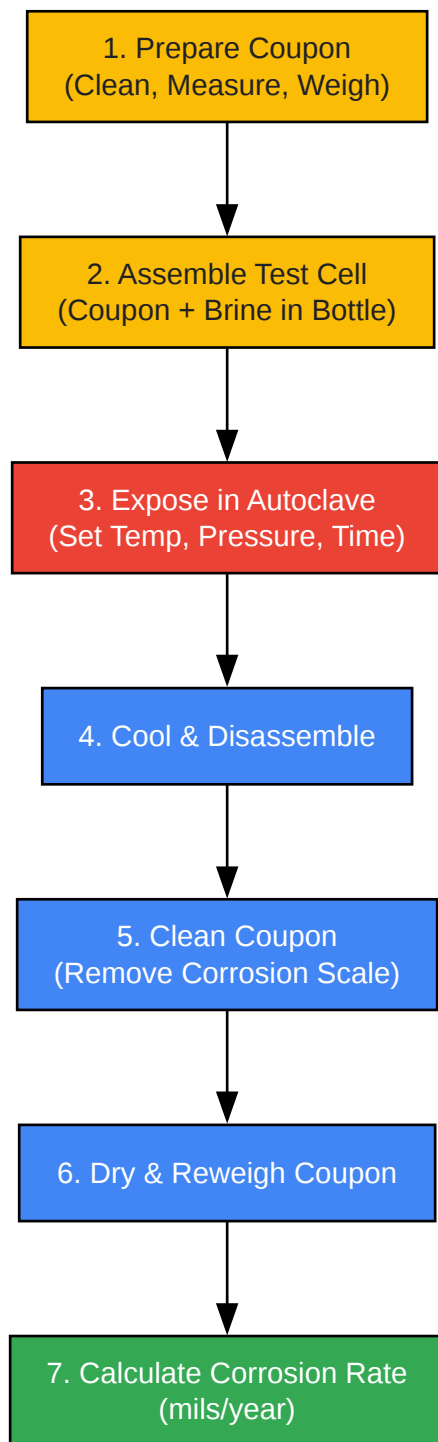 1. Prepare Coupon
(Clean, Measure, Weigh)
2. Assemble Test Cell
(Coupon + Brine in Bottle)
3. Expose in Autoclave
(Set Temp, Pressure, Time)
4. Cool & Disassemble
5. Clean Coupon
(Remove Corrosion Scale)
6. Dry & Reweigh Coupon
7. Calculate Corrosion Rate
(mils/year)